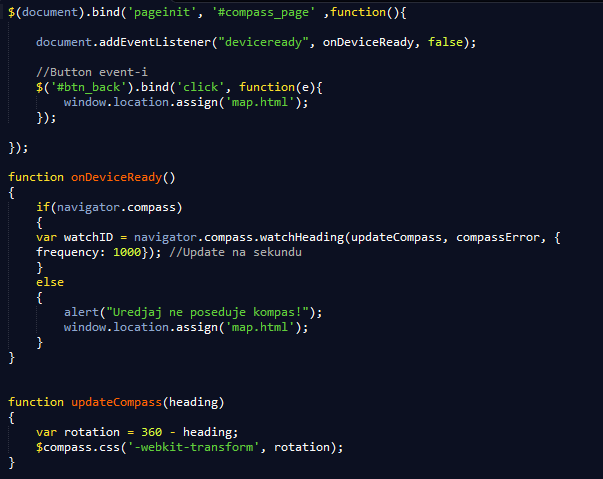 $(document).bind('pageinit', '#compass_page' ,function(){
document.addEventListener("deviceready", onDeviceReady, false);
//Button event-i
$('#btn_back').bind('click', function(e){
window.location.assign('map.html');
});
});
function onDeviceReady()
{
if(navigator.compass)
{
var watchID = navigator.compass.watchHeading(updateCompass, compassError, {
frequency: 1000}); //Update na sekundu
}
else
{
alert("Uredjaj ne poseduje kompas!");
window.location.assign('map.html');
}
}
function updateCompass(heading)
{
var rotation = 360 - heading;
$compass.css('-webkit-transform', rotation);
}